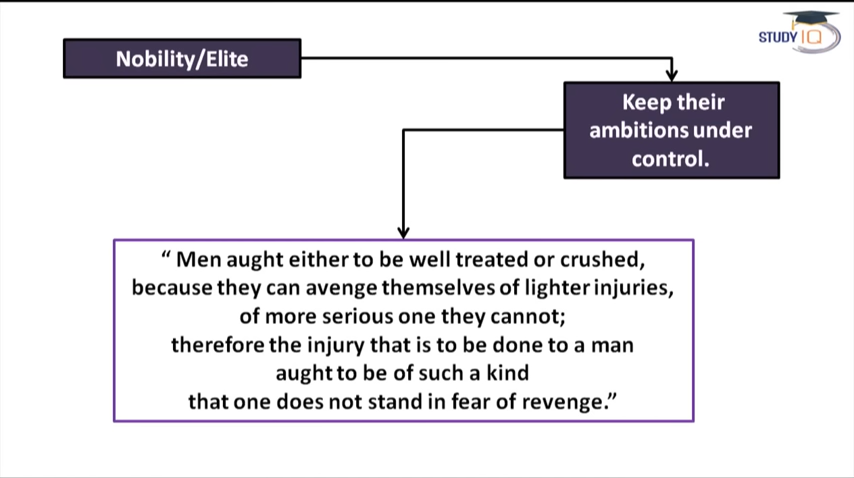 STUDY IQ
Nobility/Elite
Keep their
ambitions under
control.
“ Men aught either to be well treated or crushed,
because they can avenge themselves of lighter injuries,
of more serious one they cannot;
therefore the injury that is to be done to a man
aught to be of such a kind
that one does not stand in fear of revenge.”